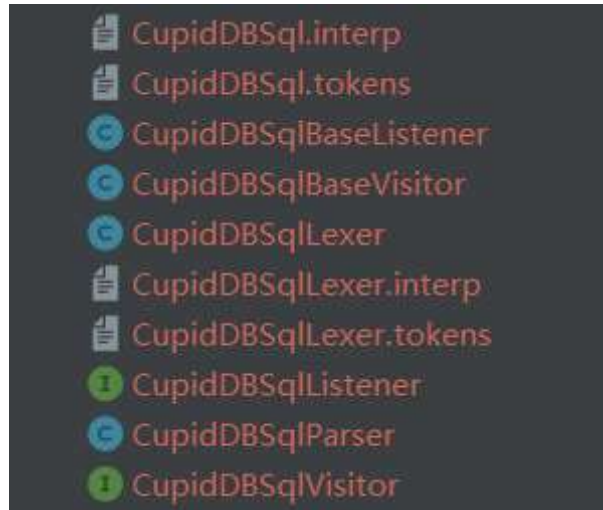 CupidDBSql.interp
CupidDBSql.tokens
CupidDBSqlBaseListener
CupidDBSqlBaseVisitor
CupidDBSqlLexer
CupidDBSqlLexer.interp
CupidDBSqlLexer.tokens
CupidDBSqlListener
CupidDBSqlParser
CupidDBSqlVisitor